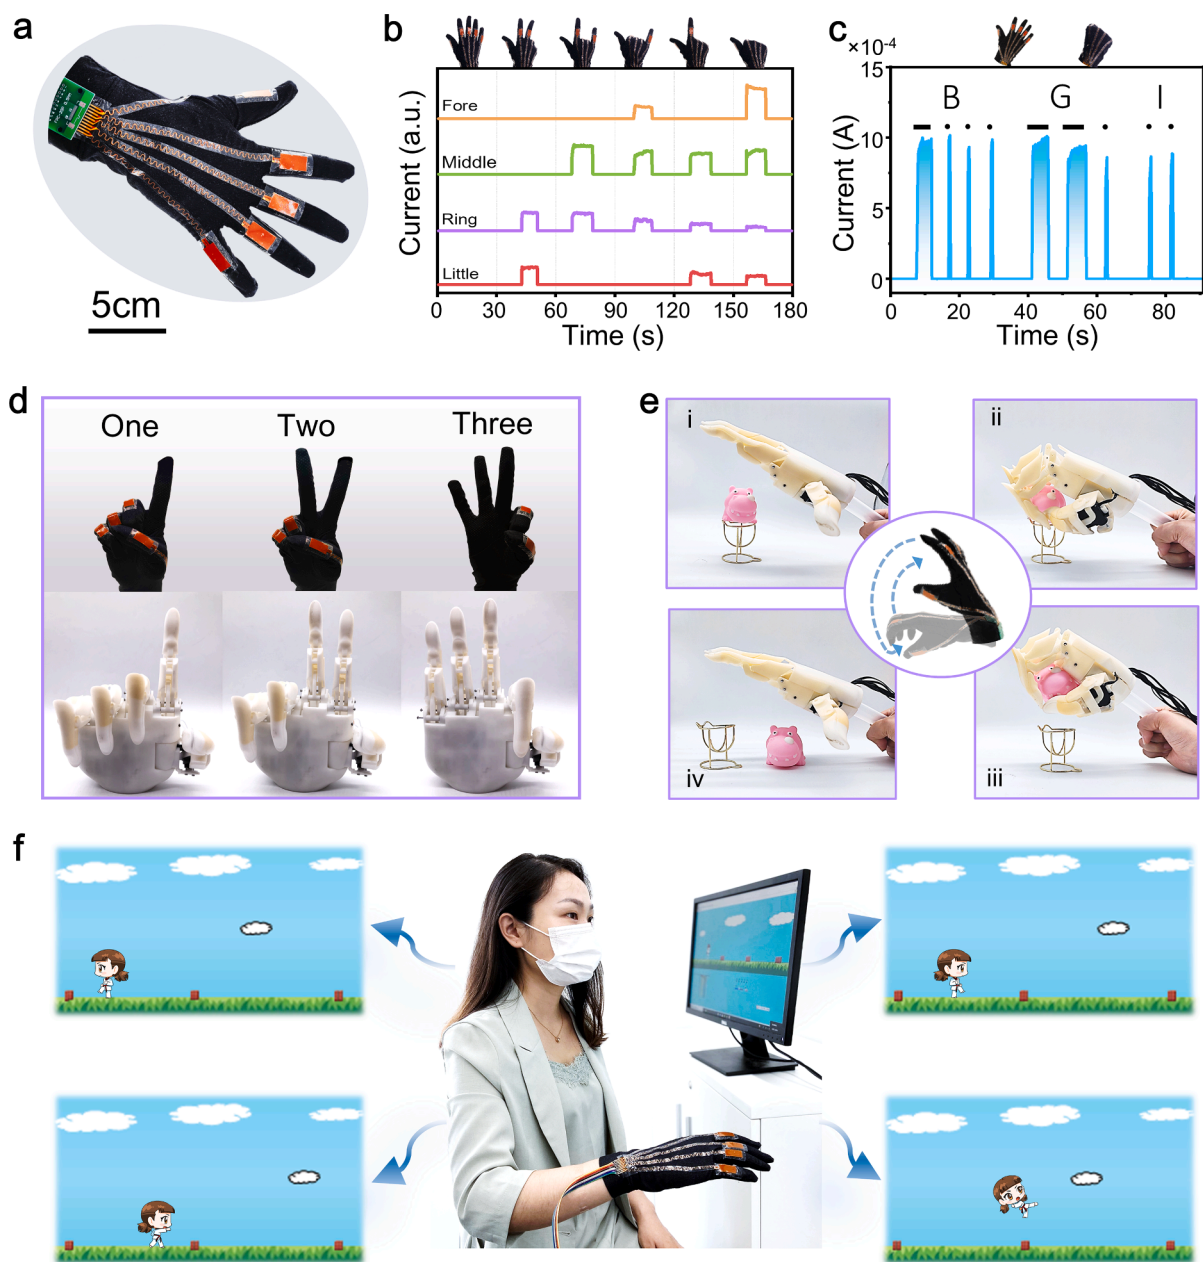 a
b
Current (a.u.)
Fore
Middle
Ring
Little
0 30 60 90 120 150 180
Time (s)
c
×10-4
15
10
5
0
Current (A)
B G I
0 20 40 60 80
Time (s)
5cm
d
One Two Three
e
i
ii
iv
iii
f